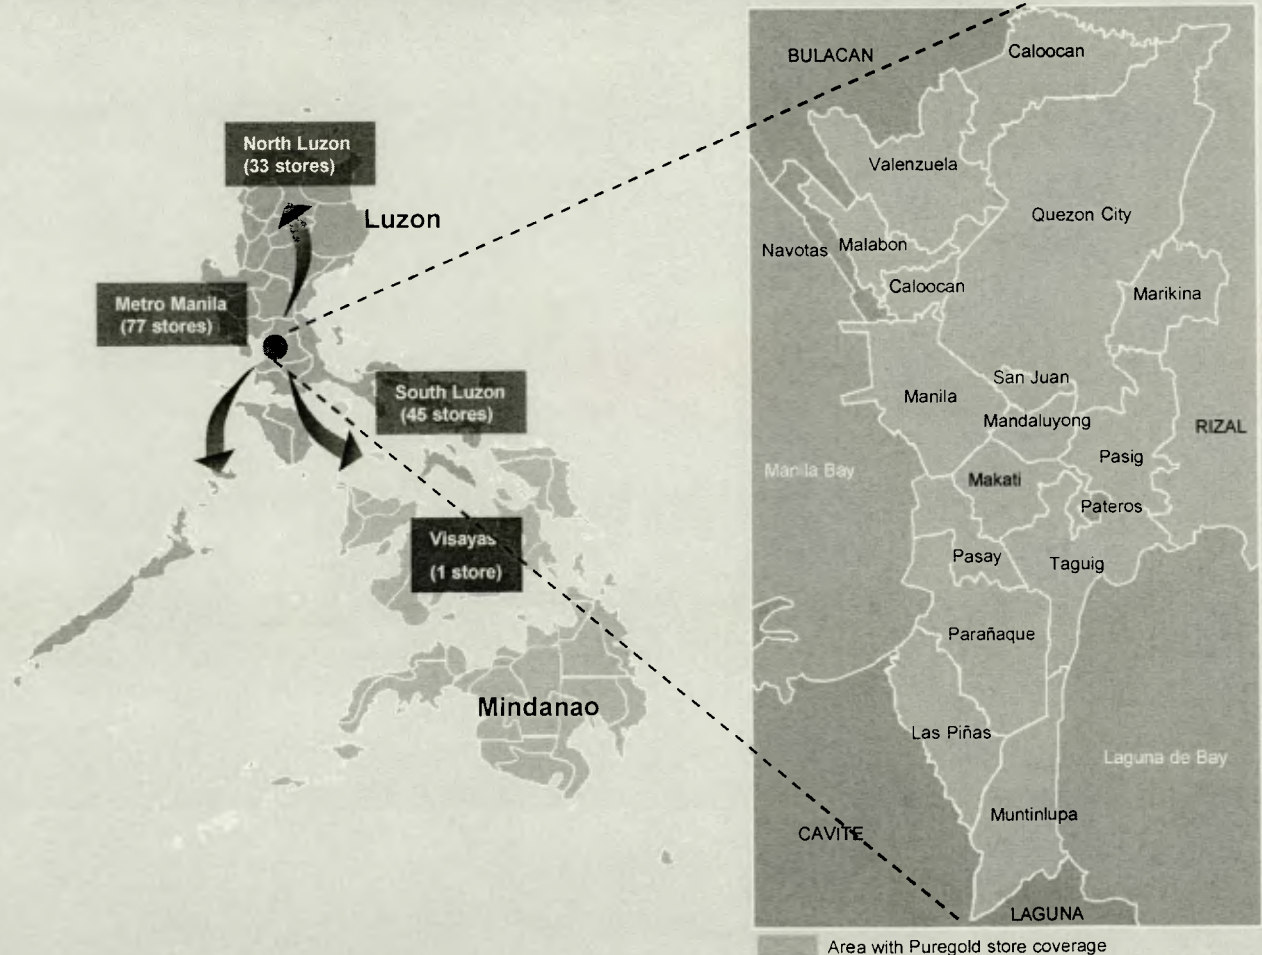 North Luzon
(33 stores)
Luzon
Metro Manila
(77 stores)
South Luzon
(45 stores)
Visayas
(1 store)
Mindanao
BULACAN
Caloocan
Valenzuela
Quezon City
Navotas
Malabon
Caloocan
Marikina
San Juan
Manila
Mandaluyong
RIZAL
Pasig
Manila Bay
Makati
Pateros
Pasay
Taguig
Parañaque
Las Piñas
Laguna de Bay
Muntinlupa
CAVITE
LAGUNA
Area with Puregold store coverage